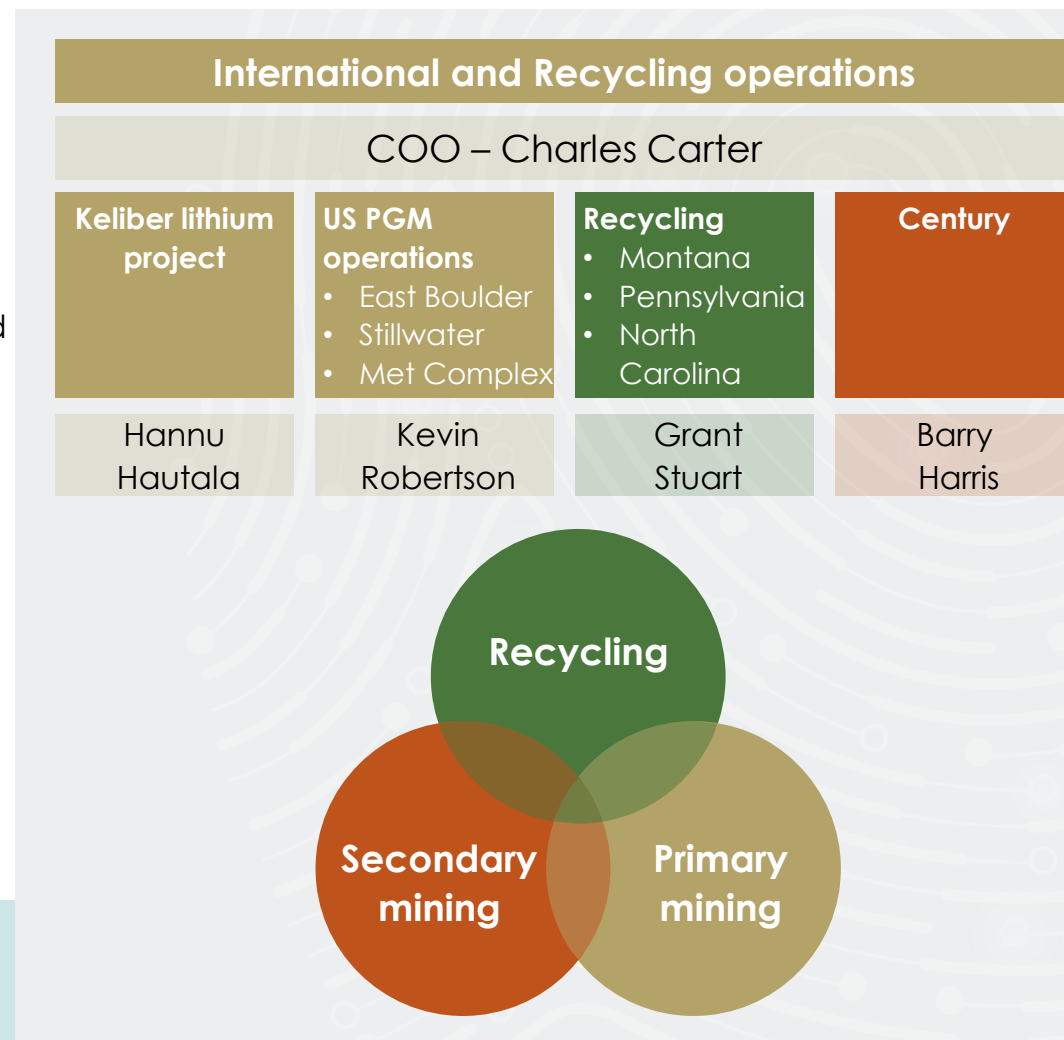 International and Recycling operations
COO – Charles Carter
Keliber lithium
project
US PGM
operations
• East Boulder
• Stillwater
• Met Complex
Recycling
• Montana
• Pennsylvania
• North
Carolina
Century
Hannu
Hautala
Kevin
Robertson
Grant
Stuart
Barry
Harris
Recycling
Secondary
mining
Primary
mining